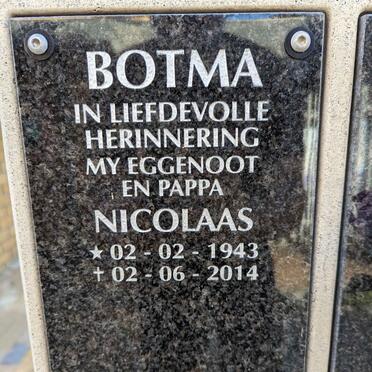 BOTMA
IN LIEFDEVOLLE
HERINNERING
MY EGGENOOT
EN PAPPA
NICOLAAS
★ 02 - 02 - 1943
✝ 02 - 06 - 2014